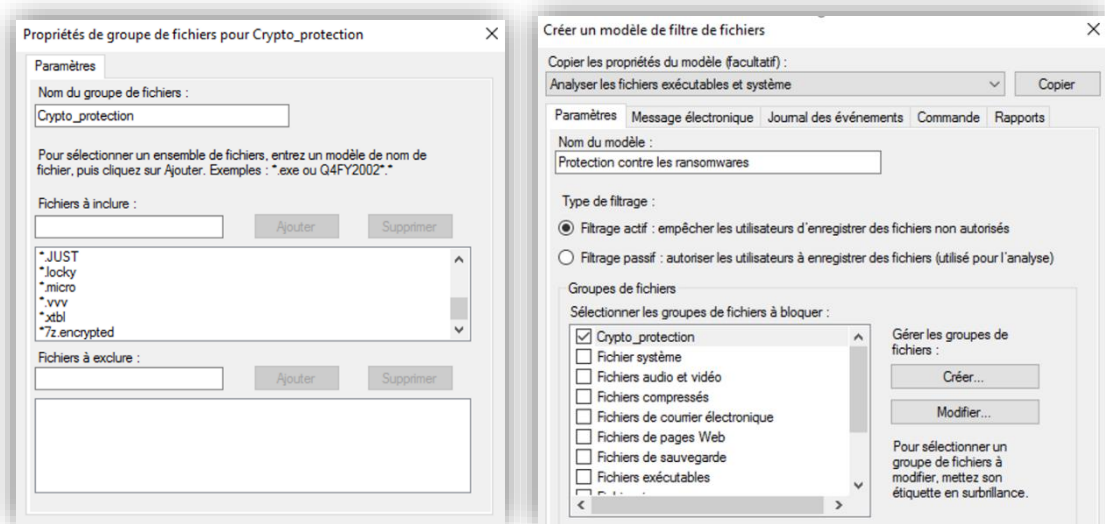 Propriétés de groupe de fichiers pour Crypto_protection
Paramètres
Nom du groupe de fichiers :
Crypto_protection
Pour sélectionner un ensemble de fichiers, entrez un modèle de nom de
fichier, puis cliquez sur Ajouter. Exemples : *.exe ou Q4FY2002*.*
Fichiers à inclure :
Ajouter
Supprimer
*.JUST
*.locky
*.micro
*.vvv
*.xtbl
*7z.encrypted
Fichiers à exclure :
Ajouter
Supprimer
Créer un modèle de filtre de fichiers
Copier les propriétés du modèle (facultatif) :
Analyser les fichiers exécutables et système
Copier
Paramètres
Message électronique
Journal des événements
Commande
Rapports
Nom du modèle :
Protection contre les ransomwares
Type de filtrage :
Filtrage actif : empêcher les utilisateurs d'enregistrer des fichiers non autorisés
Filtrage passif : autoriser les utilisateurs à enregistrer des fichiers (utilisé pour l'analyse)
Groupes de fichiers
Sélectionner les groupes de fichiers à bloquer :
Crypto_protection
Fichier système
Fichiers audio et vidéo
Fichiers compressés
Fichiers de courrier électronique
Fichiers de pages Web
Fichiers de sauvegarde
Fichiers exécutables
Gérer les groupes de
fichiers :
Créer...
Modifier...
Pour sélectionner un
groupe de fichiers à
modifier, mettez son
étiquette en surbrillance.